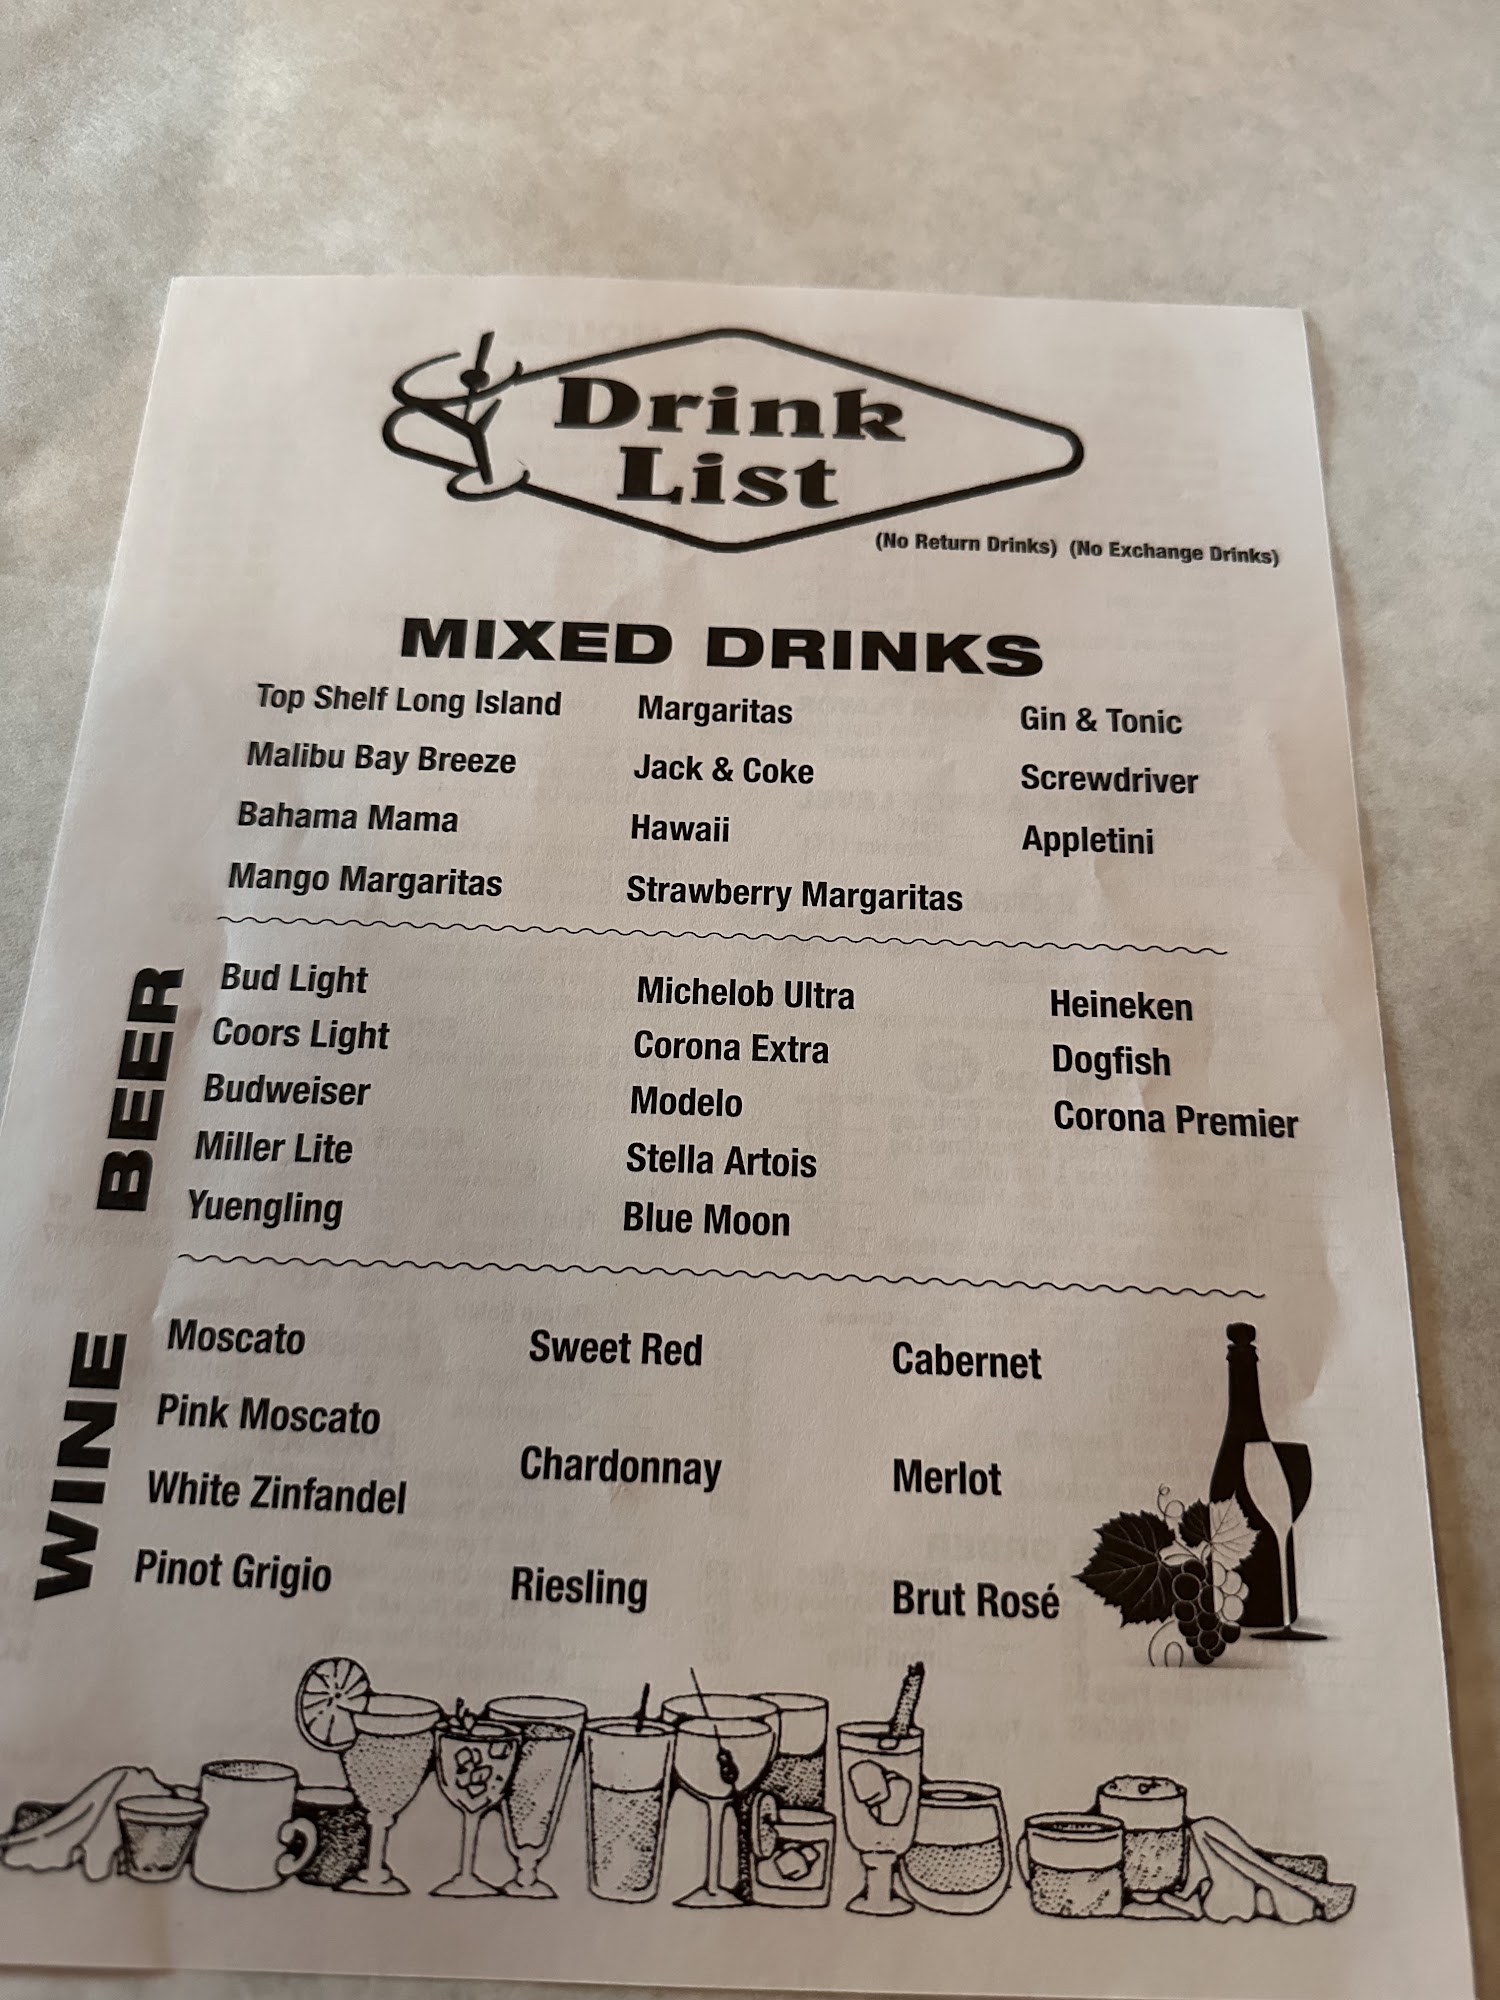 Drink
List
(No Return Drinks) (No Exchange Drinks)
MIXED DRINKS
Top Shelf Long Island
Malibu Bay Breeze
Bahama Mama
Mango Margaritas
Margaritas
Jack & Coke
Hawaii
Strawberry Margaritas
Gin & Tonic
Screwdriver
Appletini
BEER
Bud Light
Coors Light
Budweiser
Miller Lite
Yuengling
Michelob Ultra
Corona Extra
Modelo
Stella Artois
Blue Moon
Heineken
Dogfish
Corona Premier
WINE
Moscato
Pink Moscato
White Zinfandel
Pinot Grigio
Sweet Red
Chardonnay
Riesling
Cabernet
Merlot
Brut Rosé